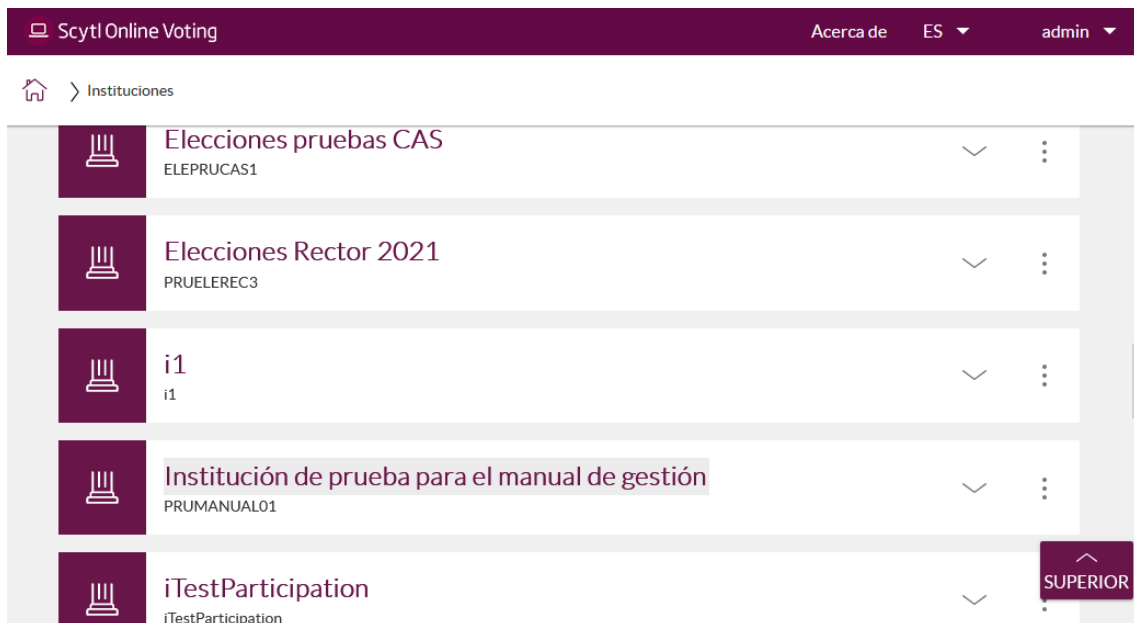 Scytl Online Voting
Acerca de
ES
admin
Instituciones
Elecciones pruebas CAS
ELEPRUCAS1
Elecciones Rector 2021
PRUELEREC3
i1
i1
Institución de prueba para el manual de gestión
PRUMANUAL01
SUPERIOR
iTestParticipation
iTestParticipation